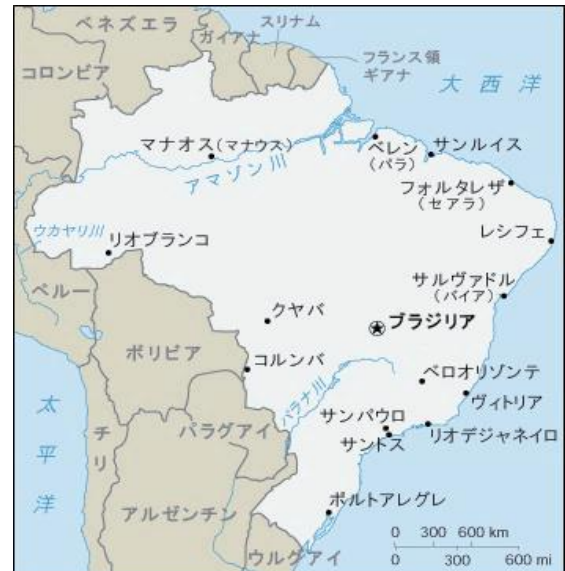 ベネズエラ
スリナム
ガイアナ
フランス領
ギアナ
コロンビア
大西洋
マナオス(マナウス)
アマゾン川
ベレン
(パラ)
サンルイス
フォルタレザ
(セアラ)
ウカヤリ川
リオブランコ
レシフェ
ペルー
サルヴァドル
(バイア)
クヤバ
ブラジリア
ボリビア
コルンバ
ベロオリゾンテ
パラナ川
ヴィトリア
太平洋
チリ
パラグアイ
サンパウロ
サントス
リオデジャネイロ
アルゼンチン
ポルトアレグレ
ウルグアイ
0 300 600 km
0 300 600 mi